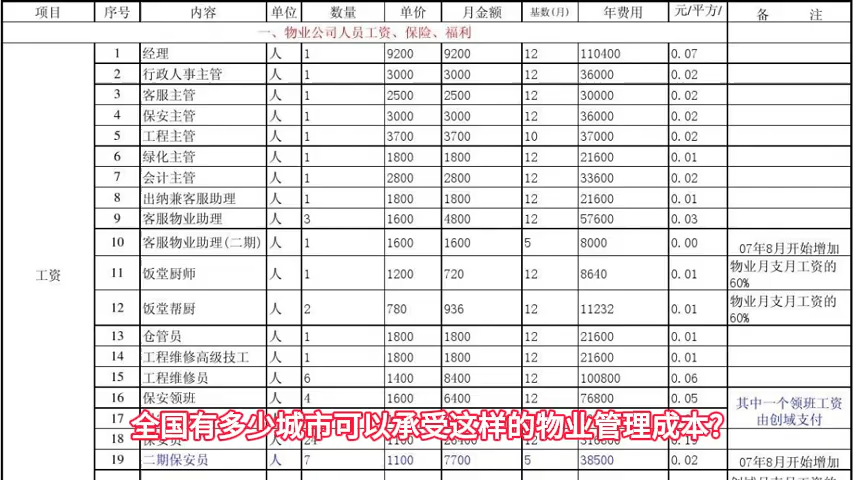 项目 序号 内容 单位 数量 单价 月金额 基数(月) 年费用 元/平方/ 备 注
一、物业公司人员工资、保险、福利
工资
1 经理 人 1 9200 9200 12 110400 0.07
2 行政人事主管 人 1 3000 3000 12 36000 0.02
3 客服主管 人 1 2500 2500 12 30000 0.02
4 保安主管 人 1 3000 3000 12 36000 0.02
5 工程主管 人 1 3700 3700 10 37000 0.02
6 绿化主管 人 1 1800 1800 12 21600 0.01
7 会计主管 人 1 2800 2800 12 33600 0.02
8 出纳兼客服助理 人 1 1800 1800 12 21600 0.01
9 客服物业助理 人 3 1600 4800 12 57600 0.03
10 客服物业助理(二期) 人 1 1600 1600 5 8000 0.00 07年8月开始增加
11 饭堂厨师 人 1 1200 720 12 8640 0.01 物业月支月工资的60%
12 饭堂帮厨 人 2 780 936 12 11232 0.01 物业月支月工资的60%
13 仓管员 人 1 1800 1800 12 21600 0.01
14 工程维修高级技工 人 1 1800 1800 12 21600 0.01
15 工程维修员 人 6 1400 8400 12 100800 0.06
16 保安领班 人 4 1600 6400 12 76800 0.05 其中一个领班工资由创域支付
17
全国有多少城市可以承受这样的物业管理成本?
18 保安员 人 24 1100 26400 12 316800 0.19
19 二期保安员 人 7 1100 7700 5 38500 0.02 07年8月开始增加